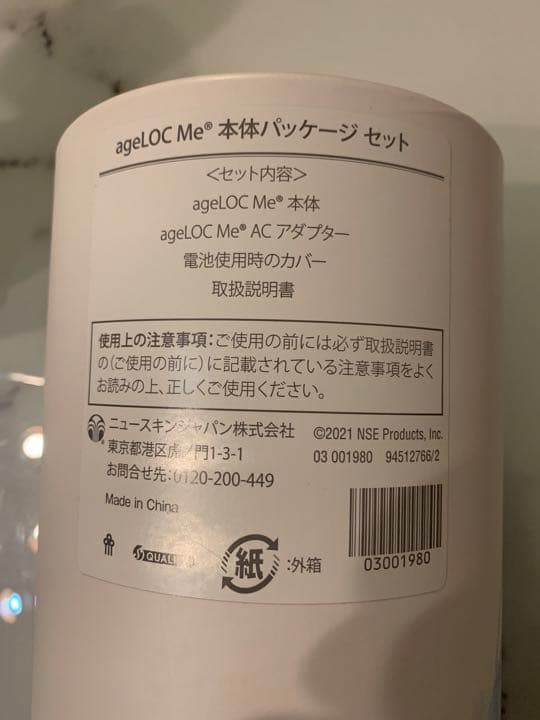 ageLOC Me® 本体パッケージ セット
＜セット内容＞
ageLOC Me® 本体
ageLOC Me® AC アダプター
電池使用時のカバー
取扱説明書
使用上の注意事項：ご使用の前には必ず取扱説明書
の（ご使用の前に）に記載されている注意事項をよく
お読みの上、正しくご使用ください。
ニュースキンジャパン株式会社
東京都港区虎ノ門1-3-1
お問合せ先：0120-200-449
©2021 NSE Products, Inc.
03 001980 94512766/2
Made in China
紙：外箱
03001980